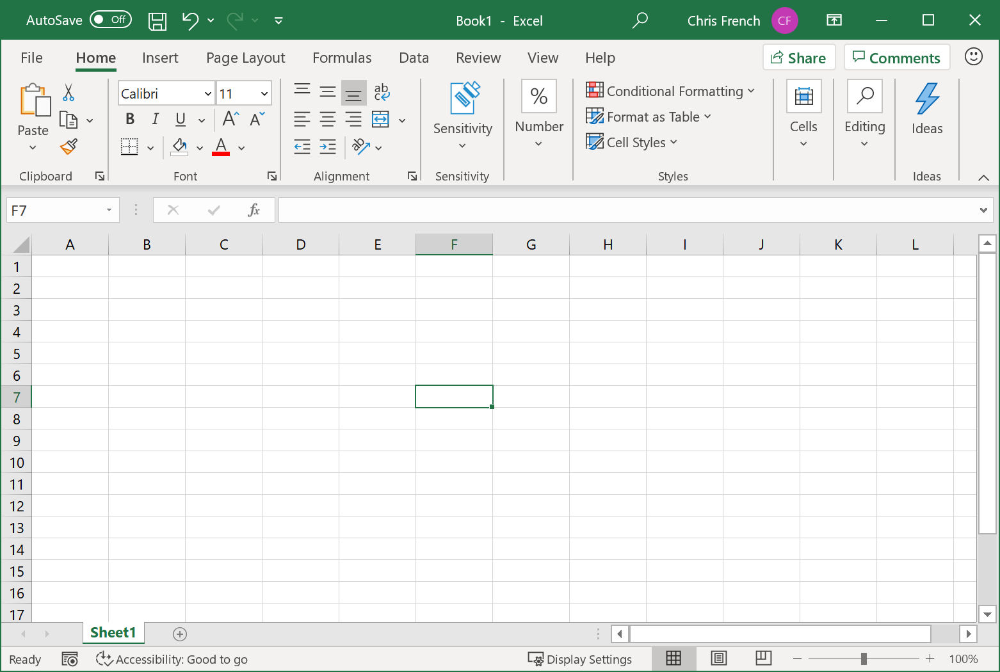 AutoSave Off Book1 - Excel Chris French CF
File Home Insert Page Layout Formulas Data Review View Help Share Comments
Calibri 11 ab c
Paste B I U A A Sensitivity % Number Conditional Formatting Cells Editing Ideas
Format as Table
A Cell Styles
Clipboard Font Alignment Sensitivity Styles Ideas
F7 fx
A B C D E F G H I J K L
1
2
3
4
5
6
7
8
9
10
11
12
13
14
15
16
17
Sheet1
Ready Accessibility: Good to go Display Settings 100%